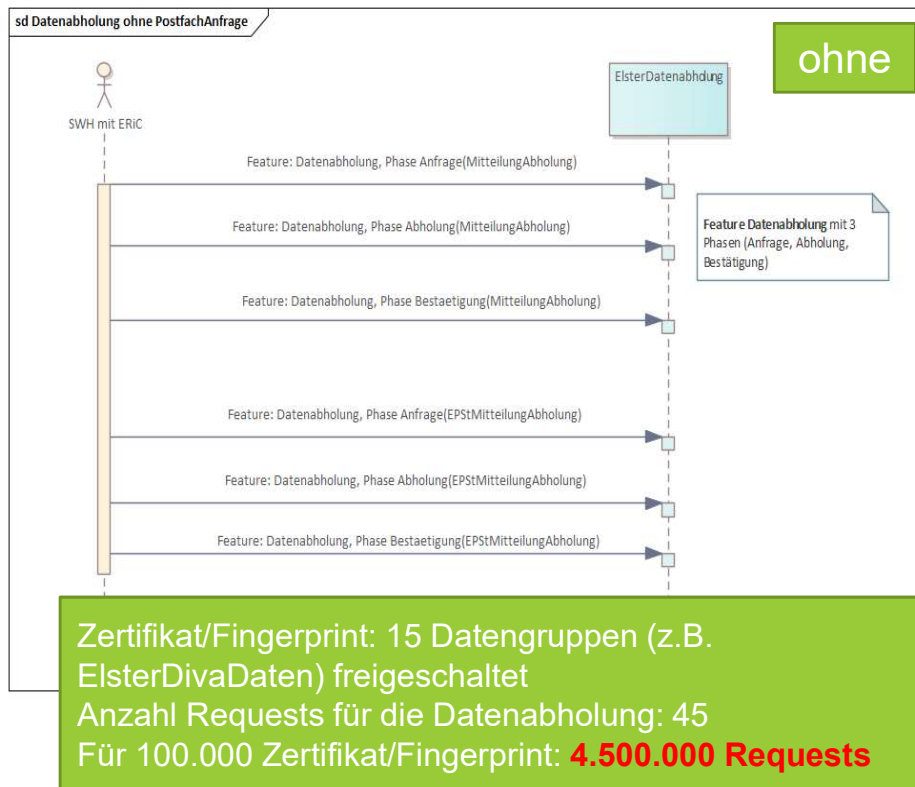 sd Datenabholung ohne PostfachAnfrage
ohne
SWH mit ERiC
ElsterDatenabholung
Feature: Datenabholung, Phase Anfrage(MitteilungAbholung)
Feature: Datenabholung, Phase Abholung(MitteilungAbholung)
Feature Datenabholung mit 3
Phasen (Anfrage, Abholung,
Bestätigung)
Feature: Datenabholung, Phase Bestaetigung(MitteilungAbholung)
Feature: Datenabholung, Phase Anfrage(EPStMitteilungAbholung)
Feature: Datenabholung, Phase Abholung(EPStMitteilungAbholung)
Feature: Datenabholung, Phase Bestaetigung(EPStMitteilungAbholung)
Zertifikat/Fingerprint: 15 Datengruppen (z.B.
ElsterDivaDaten) freigeschaltet
Anzahl Requests für die Datenabholung: 45
Für 100.000 Zertifikat/Fingerprint: 4.500.000 Requests